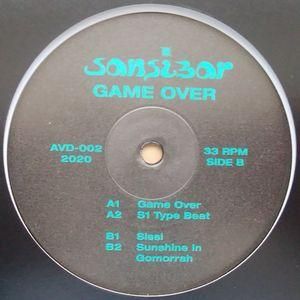 sansibar
GAME OVER
AVD-002
2020
33 RPM
SIDE B
A1 Game Over
A2 S1 Type Beat
B1 Sissi
B2 Sunshine In
Gomorrah